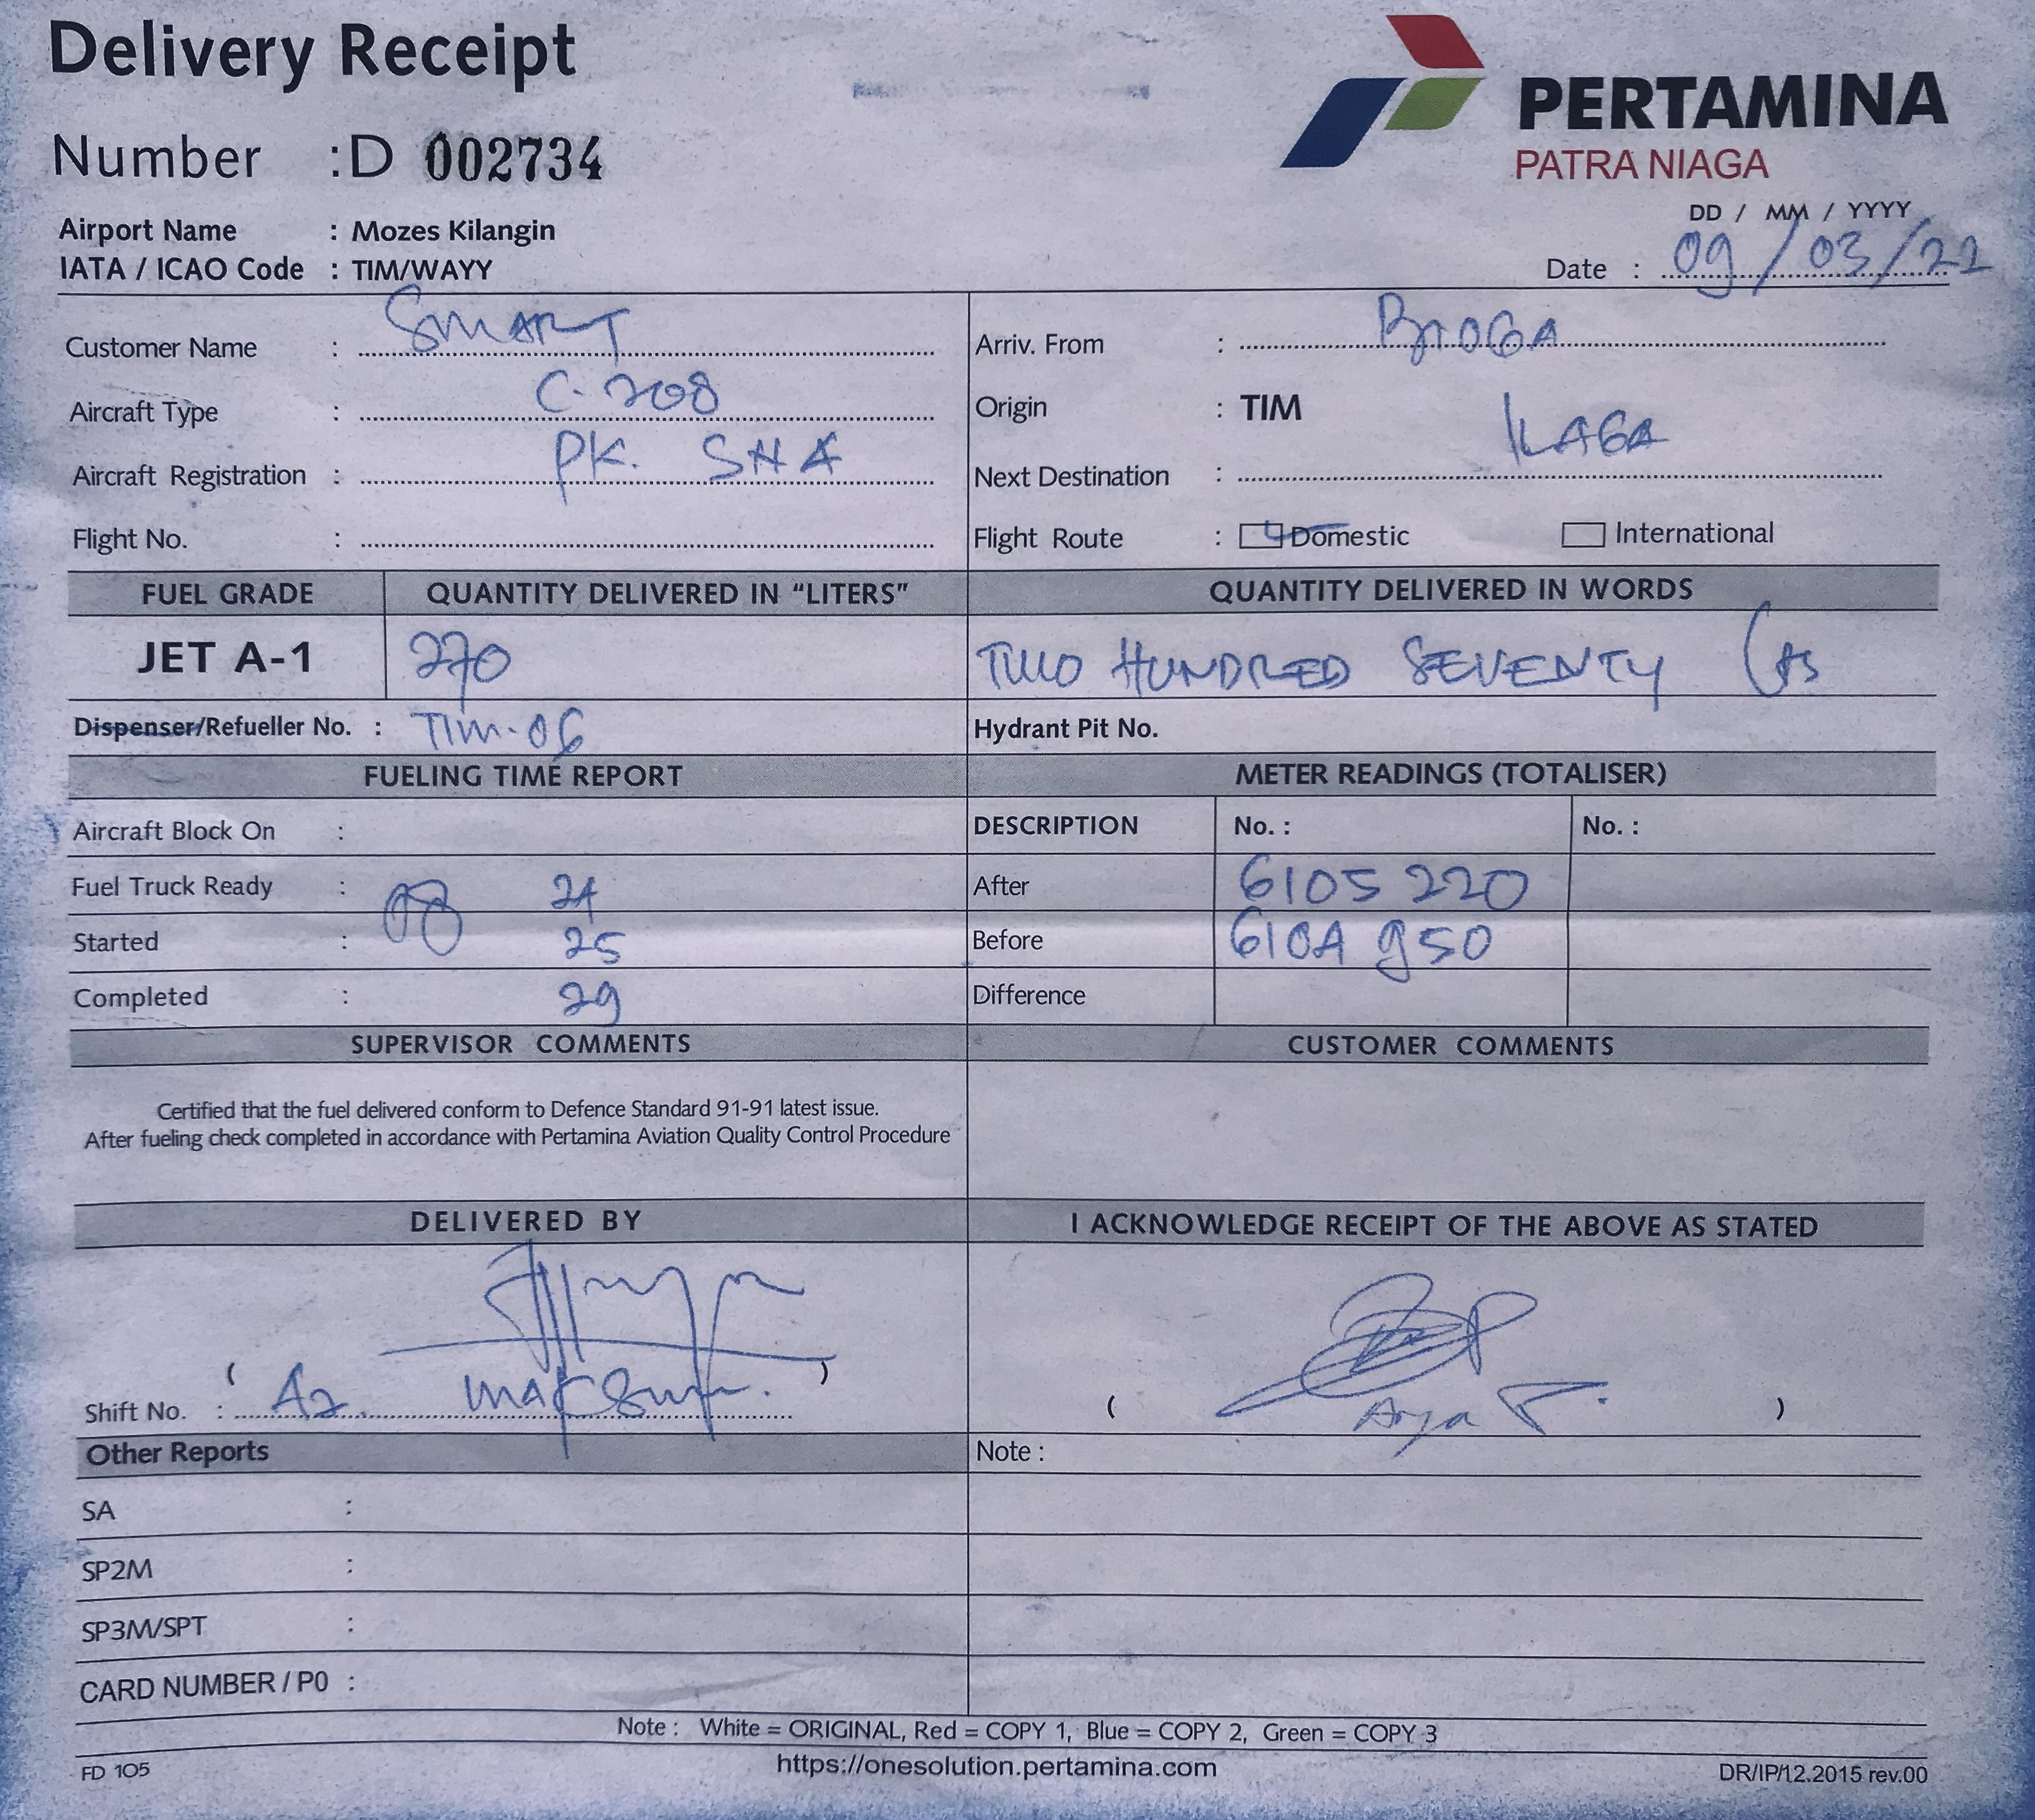 Delivery Receipt
PERTAMINA
PATRA NIAGA
Number : D 002734
Airport Name : Mozes Kilangin
IATA / ICAO Code : TIM/WAYY
DD / MM / YYYY
Date : 09/03/22
Customer Name : SMART
Arriv. From :
Aircraft Type : C-208
Origin : TIM
Aircraft Registration : PK. SNA
Next Destination : ILAGA
Flight No. :
Flight Route : Domestic International
FUEL GRADE QUANTITY DELIVERED IN “LITERS” QUANTITY DELIVERED IN WORDS
JET A-1 270 TWO HUNDRED SEVENTY
Dispenser/Refueller No. : TIM-06 Hydrant Pit No.
FUELING TIME REPORT METER READINGS (TOTALISER)
Aircraft Block On : DESCRIPTION No. : No. :
Fuel Truck Ready : 08 24 After 6105 220
Started : 25 Before 6104 950
Completed : 29 Difference
SUPERVISOR COMMENTS CUSTOMER COMMENTS
Certified that the fuel delivered conform to Defence Standard 91-91 latest issue.
After fueling check completed in accordance with Pertamina Aviation Quality Control Procedure
DELIVERED BY I ACKNOWLEDGE RECEIPT OF THE ABOVE AS STATED
Shift No. : ( A2. Maksum. ) ( Arya )
Other Reports Note :
SA :
SP2M :
SP3M/SPT :
CARD NUMBER / P0 :
Note : White = ORIGINAL, Red = COPY 1, Blue = COPY 2, Green = COPY 3
FD 105 https://onesolution.pertamina.com DR/IP/12.2015 rev.00